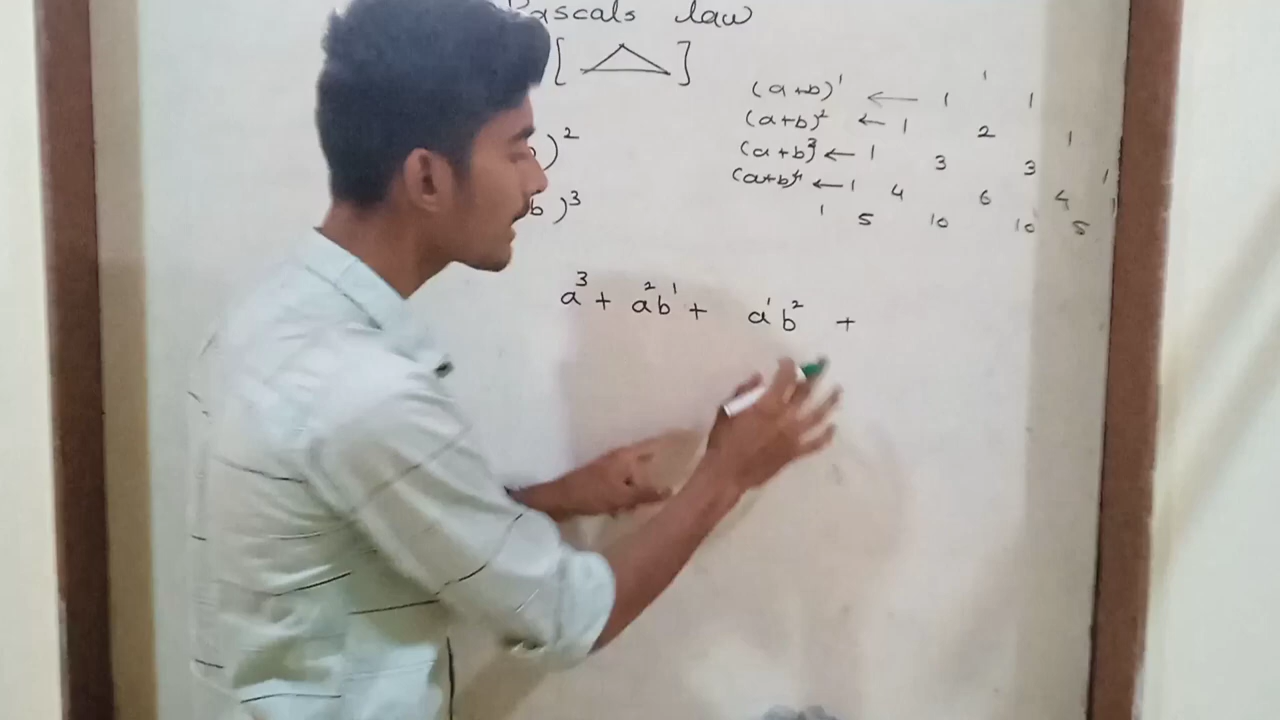 Pascals law
[ △ ]
)²
b )³
1
(a+b)¹ ← 1 1
(a+b)² ← 1 2 1
(a+b)³ ← 1 3 3 1
(a+b)⁴ ← 1 4 6 4 1
1 5 10 10 5
a³ + a²b¹ + a¹b² +